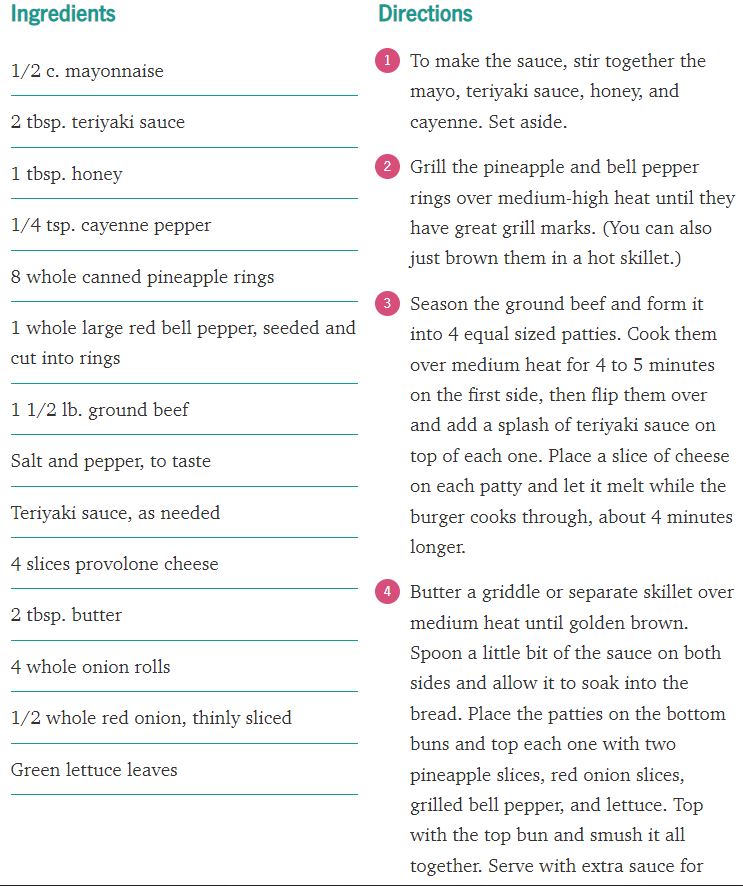 Ingredients
1/2 c. mayonnaise
2 tbsp. teriyaki sauce
1 tbsp. honey
1/4 tsp. cayenne pepper
8 whole canned pineapple rings
1 whole large red bell pepper, seeded and
cut into rings
1 1/2 lb. ground beef
Salt and pepper, to taste
Teriyaki sauce, as needed
4 slices provolone cheese
2 tbsp. butter
4 whole onion rolls
1/2 whole red onion, thinly sliced
Green lettuce leaves
Directions
1 To make the sauce, stir together the
mayo, teriyaki sauce, honey, and
cayenne. Set aside.
2 Grill the pineapple and bell pepper
rings over medium-high heat until they
have great grill marks. (You can also
just brown them in a hot skillet.)
3 Season the ground beef and form it
into 4 equal sized patties. Cook them
over medium heat for 4 to 5 minutes
on the first side, then flip them over
and add a splash of teriyaki sauce on
top of each one. Place a slice of cheese
on each patty and let it melt while the
burger cooks through, about 4 minutes
longer.
4 Butter a griddle or separate skillet over
medium heat until golden brown.
Spoon a little bit of the sauce on both
sides and allow it to soak into the
bread. Place the patties on the bottom
buns and top each one with two
pineapple slices, red onion slices,
grilled bell pepper, and lettuce. Top
with the top bun and smush it all
together. Serve with extra sauce for